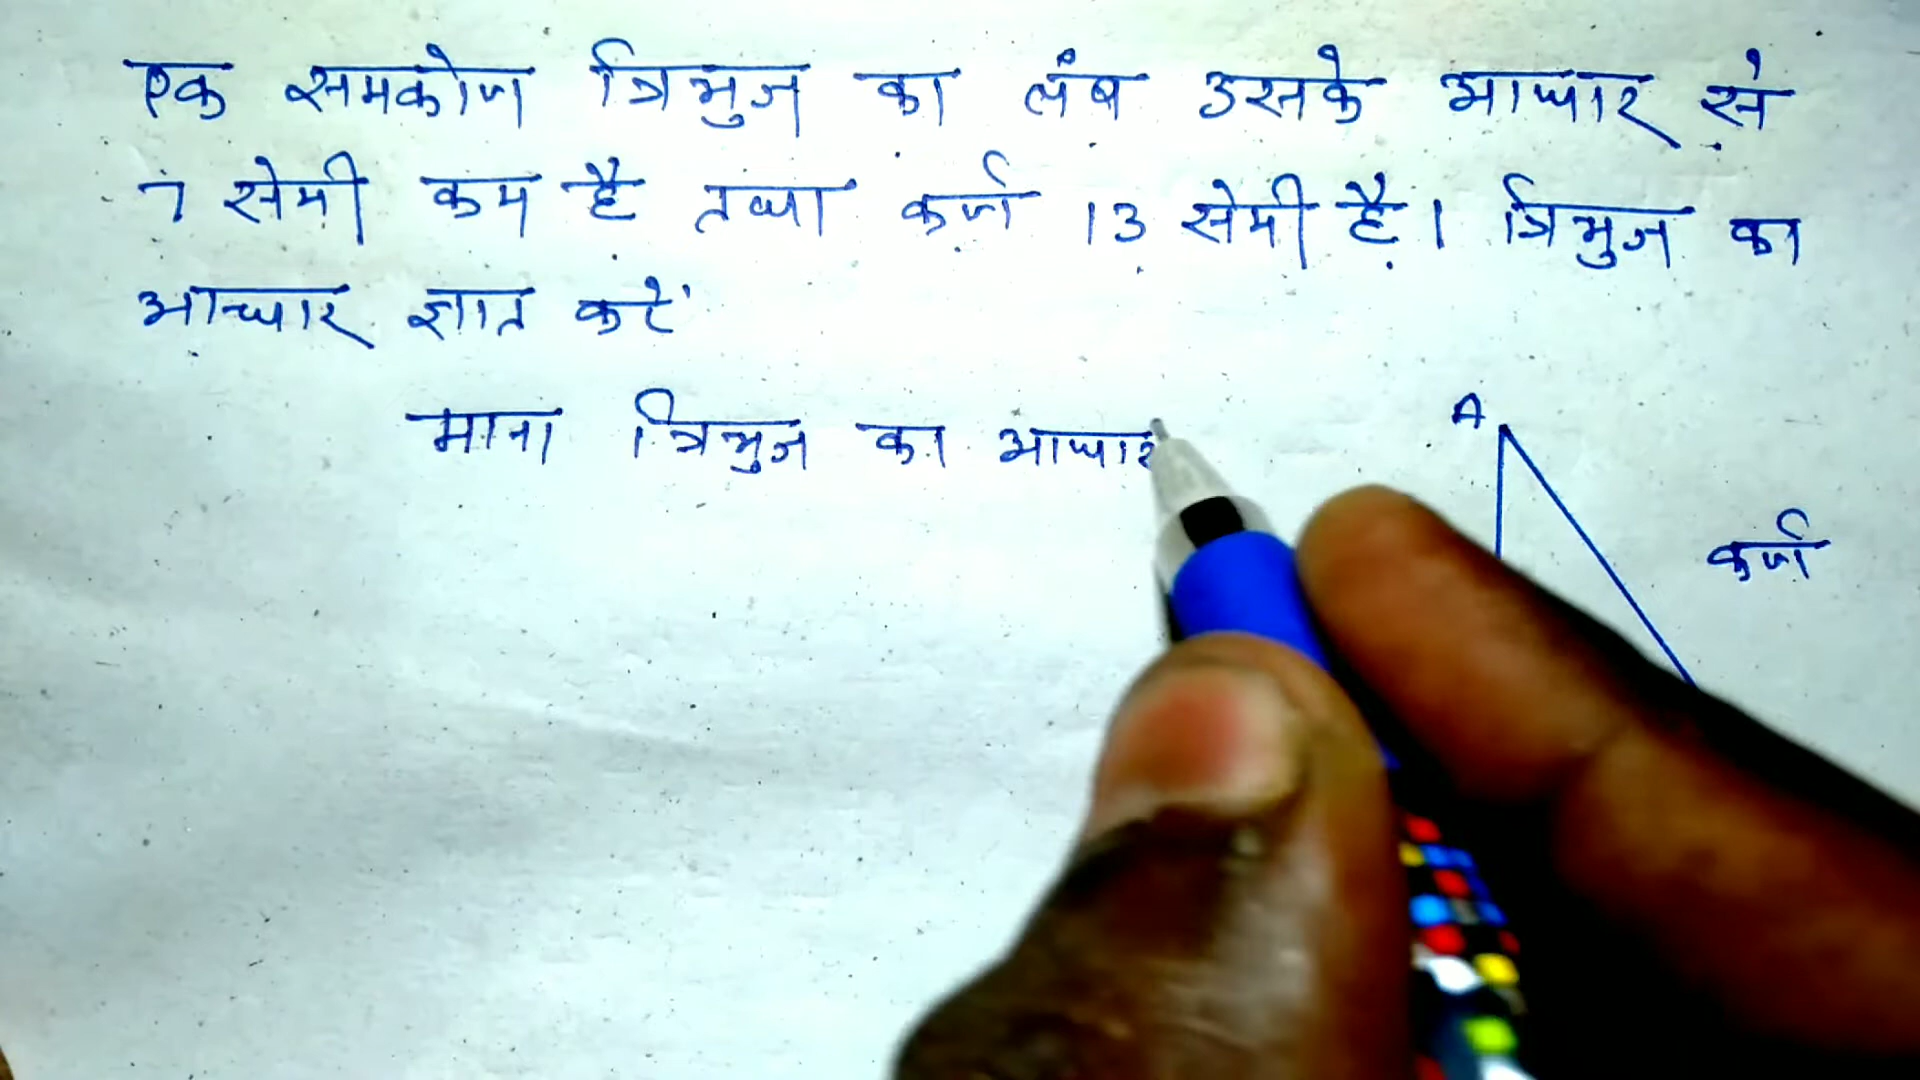 एक समकोण त्रिभुज का लंब उसके आधार से
7 सेमी कम है तथा कर्ण 13 सेमी है। त्रिभुज का
आधार ज्ञात करें
माना त्रिभुज का आधार
A
कर्ण